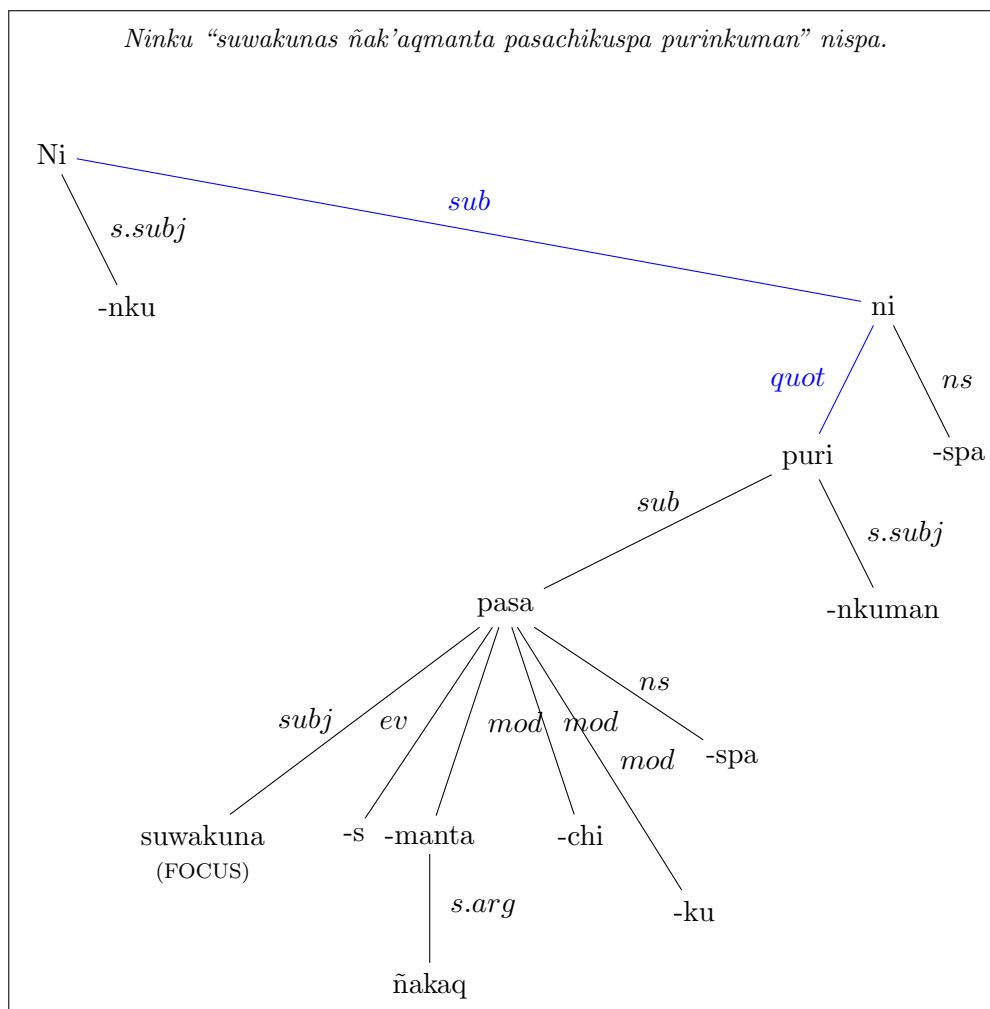 Ninku “suwakunas ñak'aqmanta pasachikuspa purinkuman” nispa.
Ni
sub
s.subj
-nku
ni
quot
ns
puri
-spa
sub
s.subj
pasa
-nkuman
ns
subj
ev
mod
mod
mod
-spa
suwakuna
-s
-manta
-chi
(FOCUS)
s.arg
-ku
ñakaq